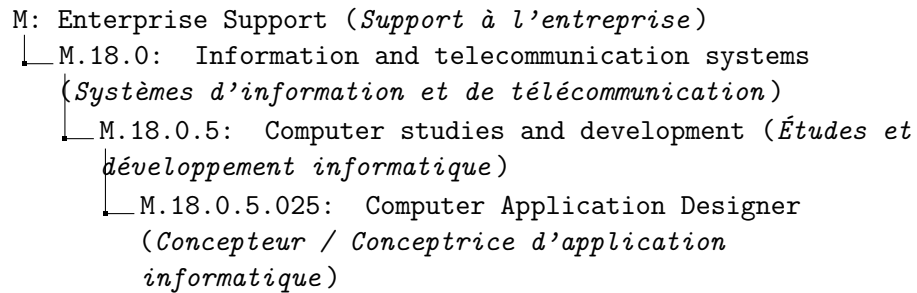 M: Enterprise Support (Support à l'entreprise)
M.18.0: Information and telecommunication systems
(Systèmes d'information et de télécommunication)
M.18.0.5: Computer studies and development (Études et
développement informatique)
M.18.0.5.025: Computer Application Designer
(Concepteur / Conceptrice d'application
informatique)